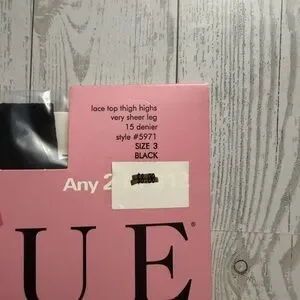 lace top thigh highs
very sheer leg
15 denier
style #5971
SIZE 3
BLACK
Any 2
UE®